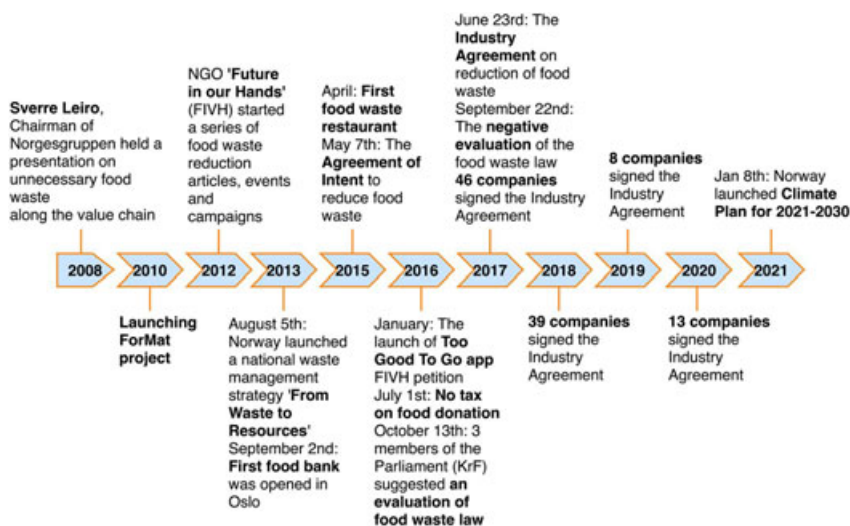 Sverre Leiro,
Chairman of
Norgesgruppen held a
presentation on
unnecessary food
waste
along the value chain
NGO 'Future
in our Hands'
(FIVH) started
a series of
food waste
reduction
articles, events
and
campaigns
April: First
food waste
restaurant
May 7th: The
Agreement of
Intent to
reduce food
waste
June 23rd: The
Industry
Agreement on
reduction of food
waste
September 22nd:
The negative
evaluation of the
food waste law
46 companies
signed the Industry
Agreement
8 companies
signed the
Industry
Agreement
Jan 8th: Norway
launched Climate
Plan for 2021-2030
2008
2010
2012
2013
2015
2016
2017
2018
2019
2020
2021
Launching
ForMat
project
August 5th:
Norway launched
a national waste
management
strategy 'From
Waste to
Resources'
September 2nd:
First food bank
was opened in
Oslo
January: The
launch of Too
Good To Go app
FIVH petition
July 1st: No tax
on food donation
October 13th: 3
members of the
Parliament (KrF)
suggested an
evaluation of
food waste law
39 companies
signed the
Industry
Agreement
13 companies
signed the
Industry
Agreement